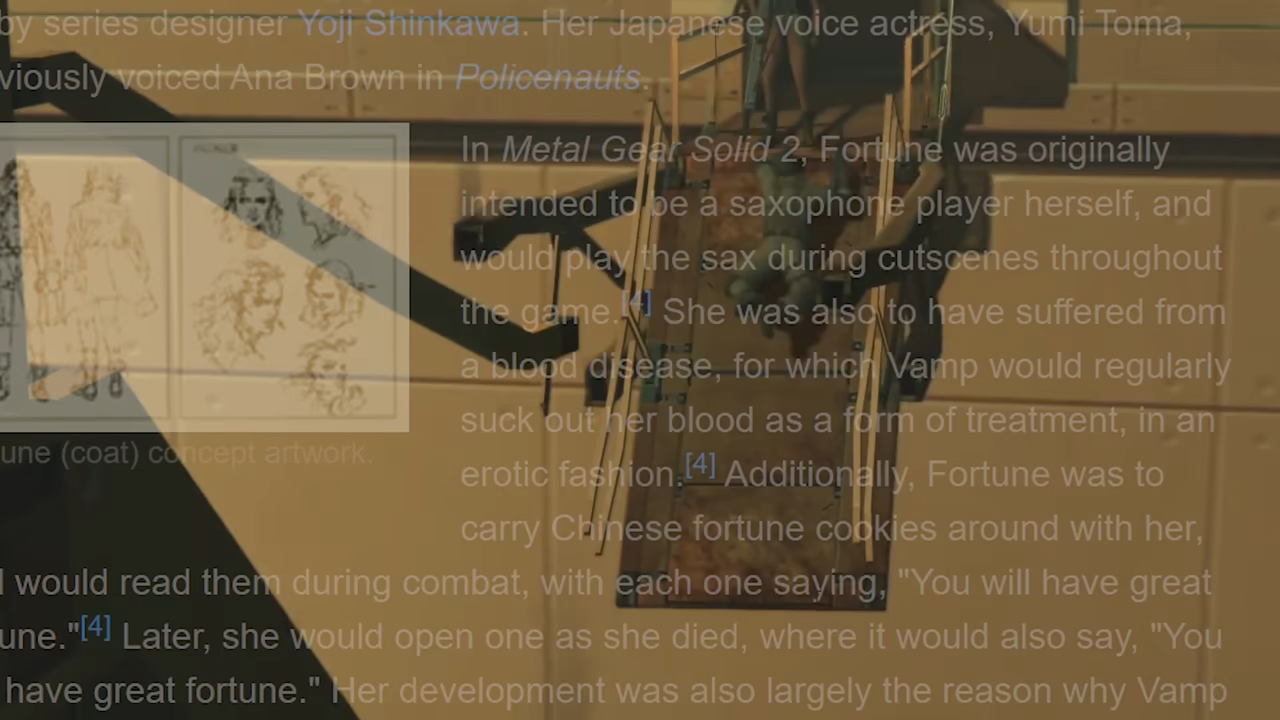 by series designer Yoji Shinkawa. Her Japanese voice actress, Yumi Toma,
viously voiced Ana Brown in Policenauts.
In Metal Gear Solid 2, Fortune was originally
intended to be a saxophone player herself, and
would play the sax during cutscenes throughout
the game.[4] She was also to have suffered from
a blood disease, for which Vamp would regularly
suck out her blood as a form of treatment, in an
erotic fashion.[4] Additionally, Fortune was to
carry Chinese fortune cookies around with her,
une (coat) concept artwork.
would read them during combat, with each one saying, "You will have great
une."[4] Later, she would open one as she died, where it would also say, "You
have great fortune." Her development was also largely the reason why Vamp